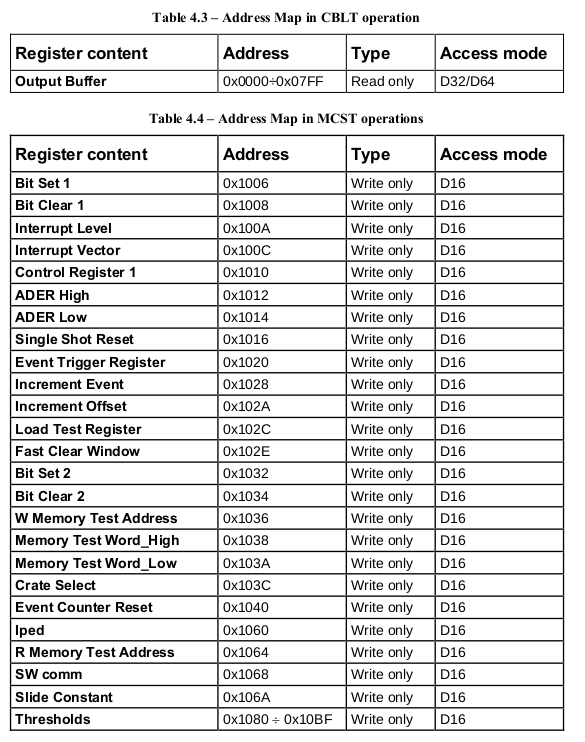 Table 4.3 – Address Map in CBLT operation
Register content Address Type Access mode
Output Buffer 0x0000÷0x07FF Read only D32/D64
Table 4.4 – Address Map in MCST operations
Register content Address Type Access mode
Bit Set 1 0x1006 Write only D16
Bit Clear 1 0x1008 Write only D16
Interrupt Level 0x100A Write only D16
Interrupt Vector 0x100C Write only D16
Control Register 1 0x1010 Write only D16
ADER High 0x1012 Write only D16
ADER Low 0x1014 Write only D16
Single Shot Reset 0x1016 Write only D16
Event Trigger Register 0x1020 Write only D16
Increment Event 0x1028 Write only D16
Increment Offset 0x102A Write only D16
Load Test Register 0x102C Write only D16
Fast Clear Window 0x102E Write only D16
Bit Set 2 0x1032 Write only D16
Bit Clear 2 0x1034 Write only D16
W Memory Test Address 0x1036 Write only D16
Memory Test Word_High 0x1038 Write only D16
Memory Test Word_Low 0x103A Write only D16
Crate Select 0x103C Write only D16
Event Counter Reset 0x1040 Write only D16
Iped 0x1060 Write only D16
R Memory Test Address 0x1064 Write only D16
SW comm 0x1068 Write only D16
Slide Constant 0x106A Write only D16
Thresholds 0x1080 ÷ 0x10BF Write only D16